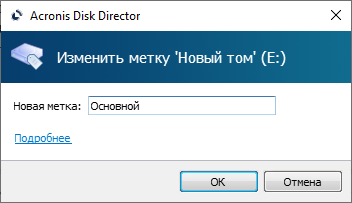 Acronis Disk Director
Изменить метку 'Новый том' (E:)
Новая метка: Основной
Подробнее
OK
Отмена